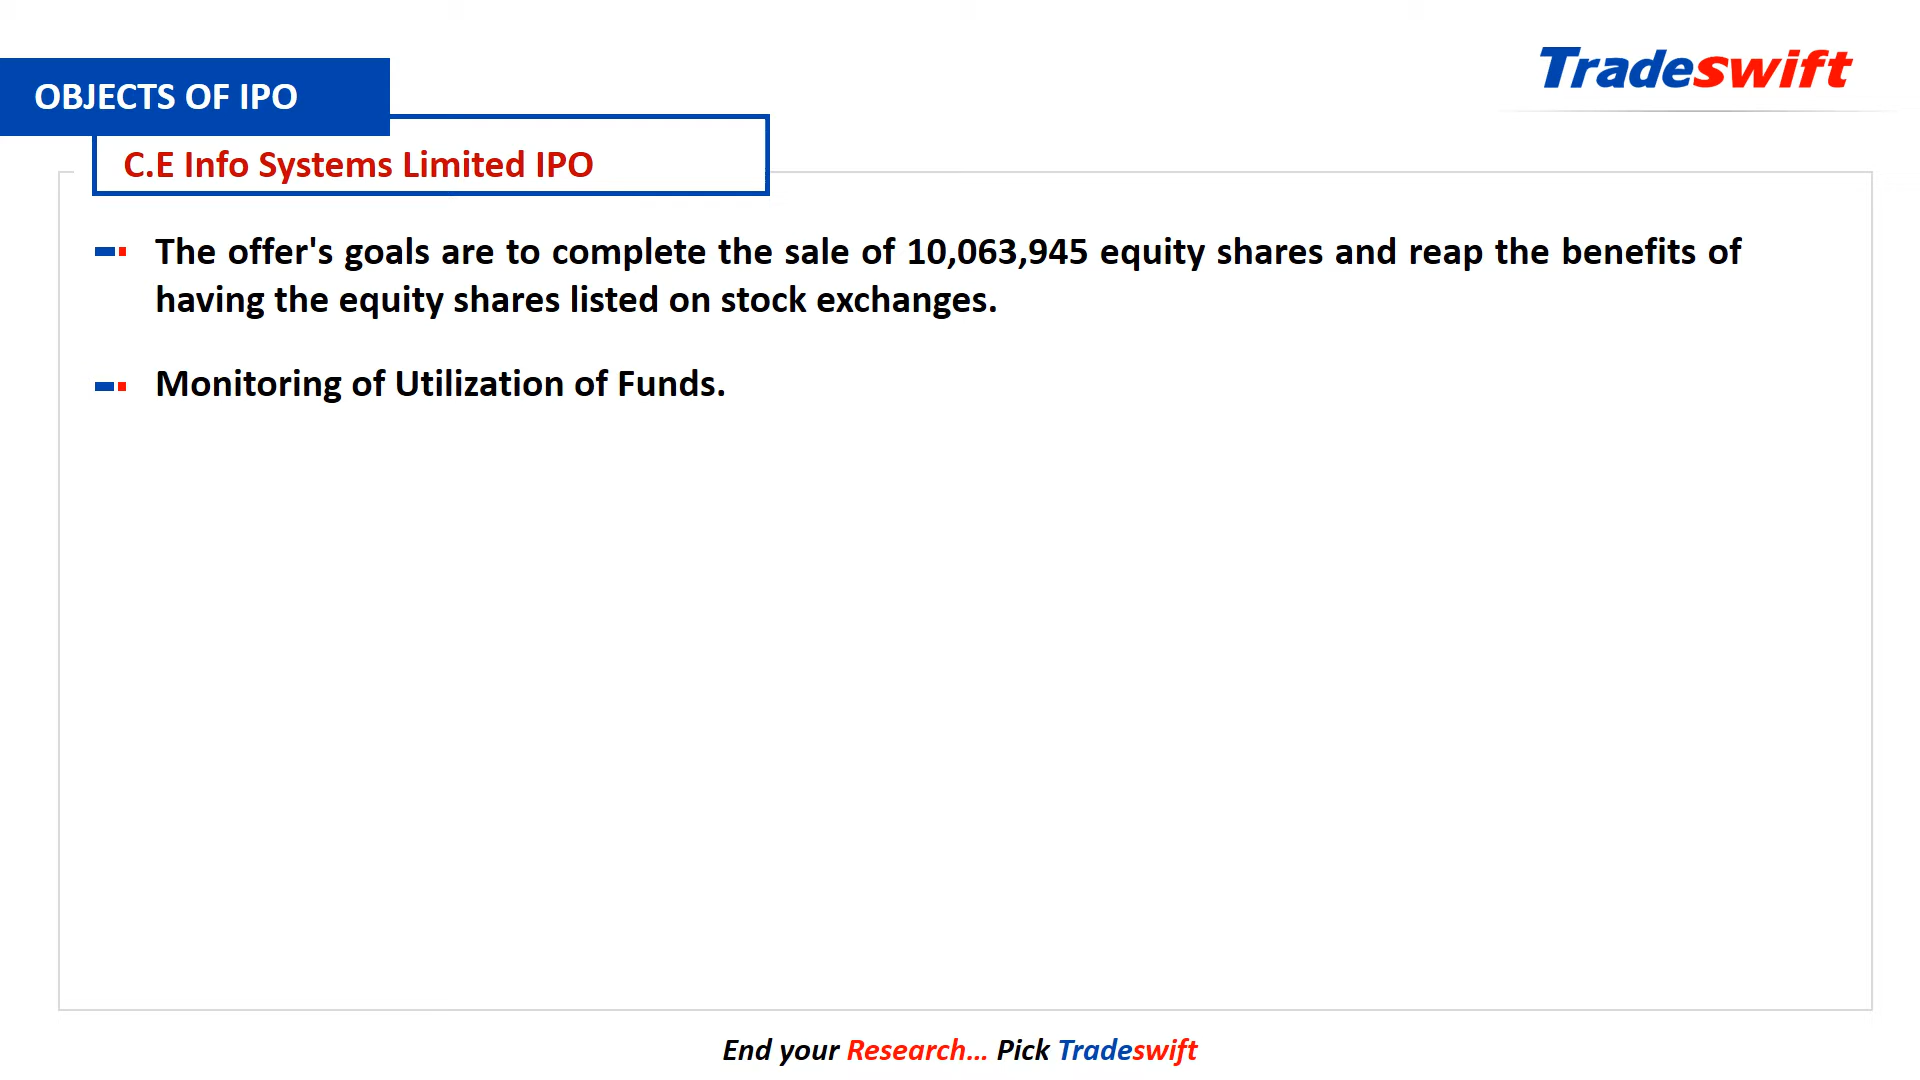 Tradeswift
OBJECTS OF IPO
C.E Info Systems Limited IPO
The offer's goals are to complete the sale of 10,063,945 equity shares and reap the benefits of
having the equity shares listed on stock exchanges.
Monitoring of Utilization of Funds.
End your Research... Pick Tradeswift